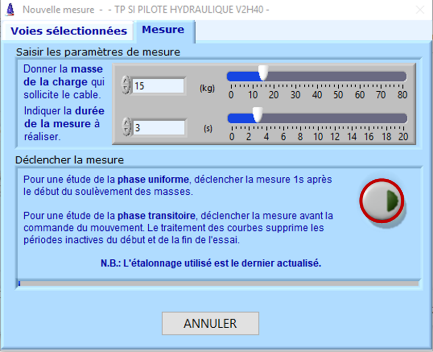 Nouvelle mesure -  - TP SI PILOTE HYDRAULIQUE V2H40 -
Voies sélectionnées Mesure
Saisir les paramètres de mesure
Donner la masse
de la charge qui
sollicite le cable.
15 (kg)
0 10 20 30 40 50 60 70 80
Indiquer la durée
de la mesure à
réaliser.
3 (s)
0 2 4 6 8 10 12 14 16 18 20
Déclencher la mesure
Pour une étude de la phase uniforme, déclencher la mesure 1s après
le début du soulèvement des masses.
Pour une étude de la phase transitoire, déclencher la mesure avant la
commande du mouvement. Le traitement des courbes supprime les
périodes inactives du début et de la fin de l'essai.
N.B.: L'étalonnage utilisé est le dernier actualisé.
ANNULER